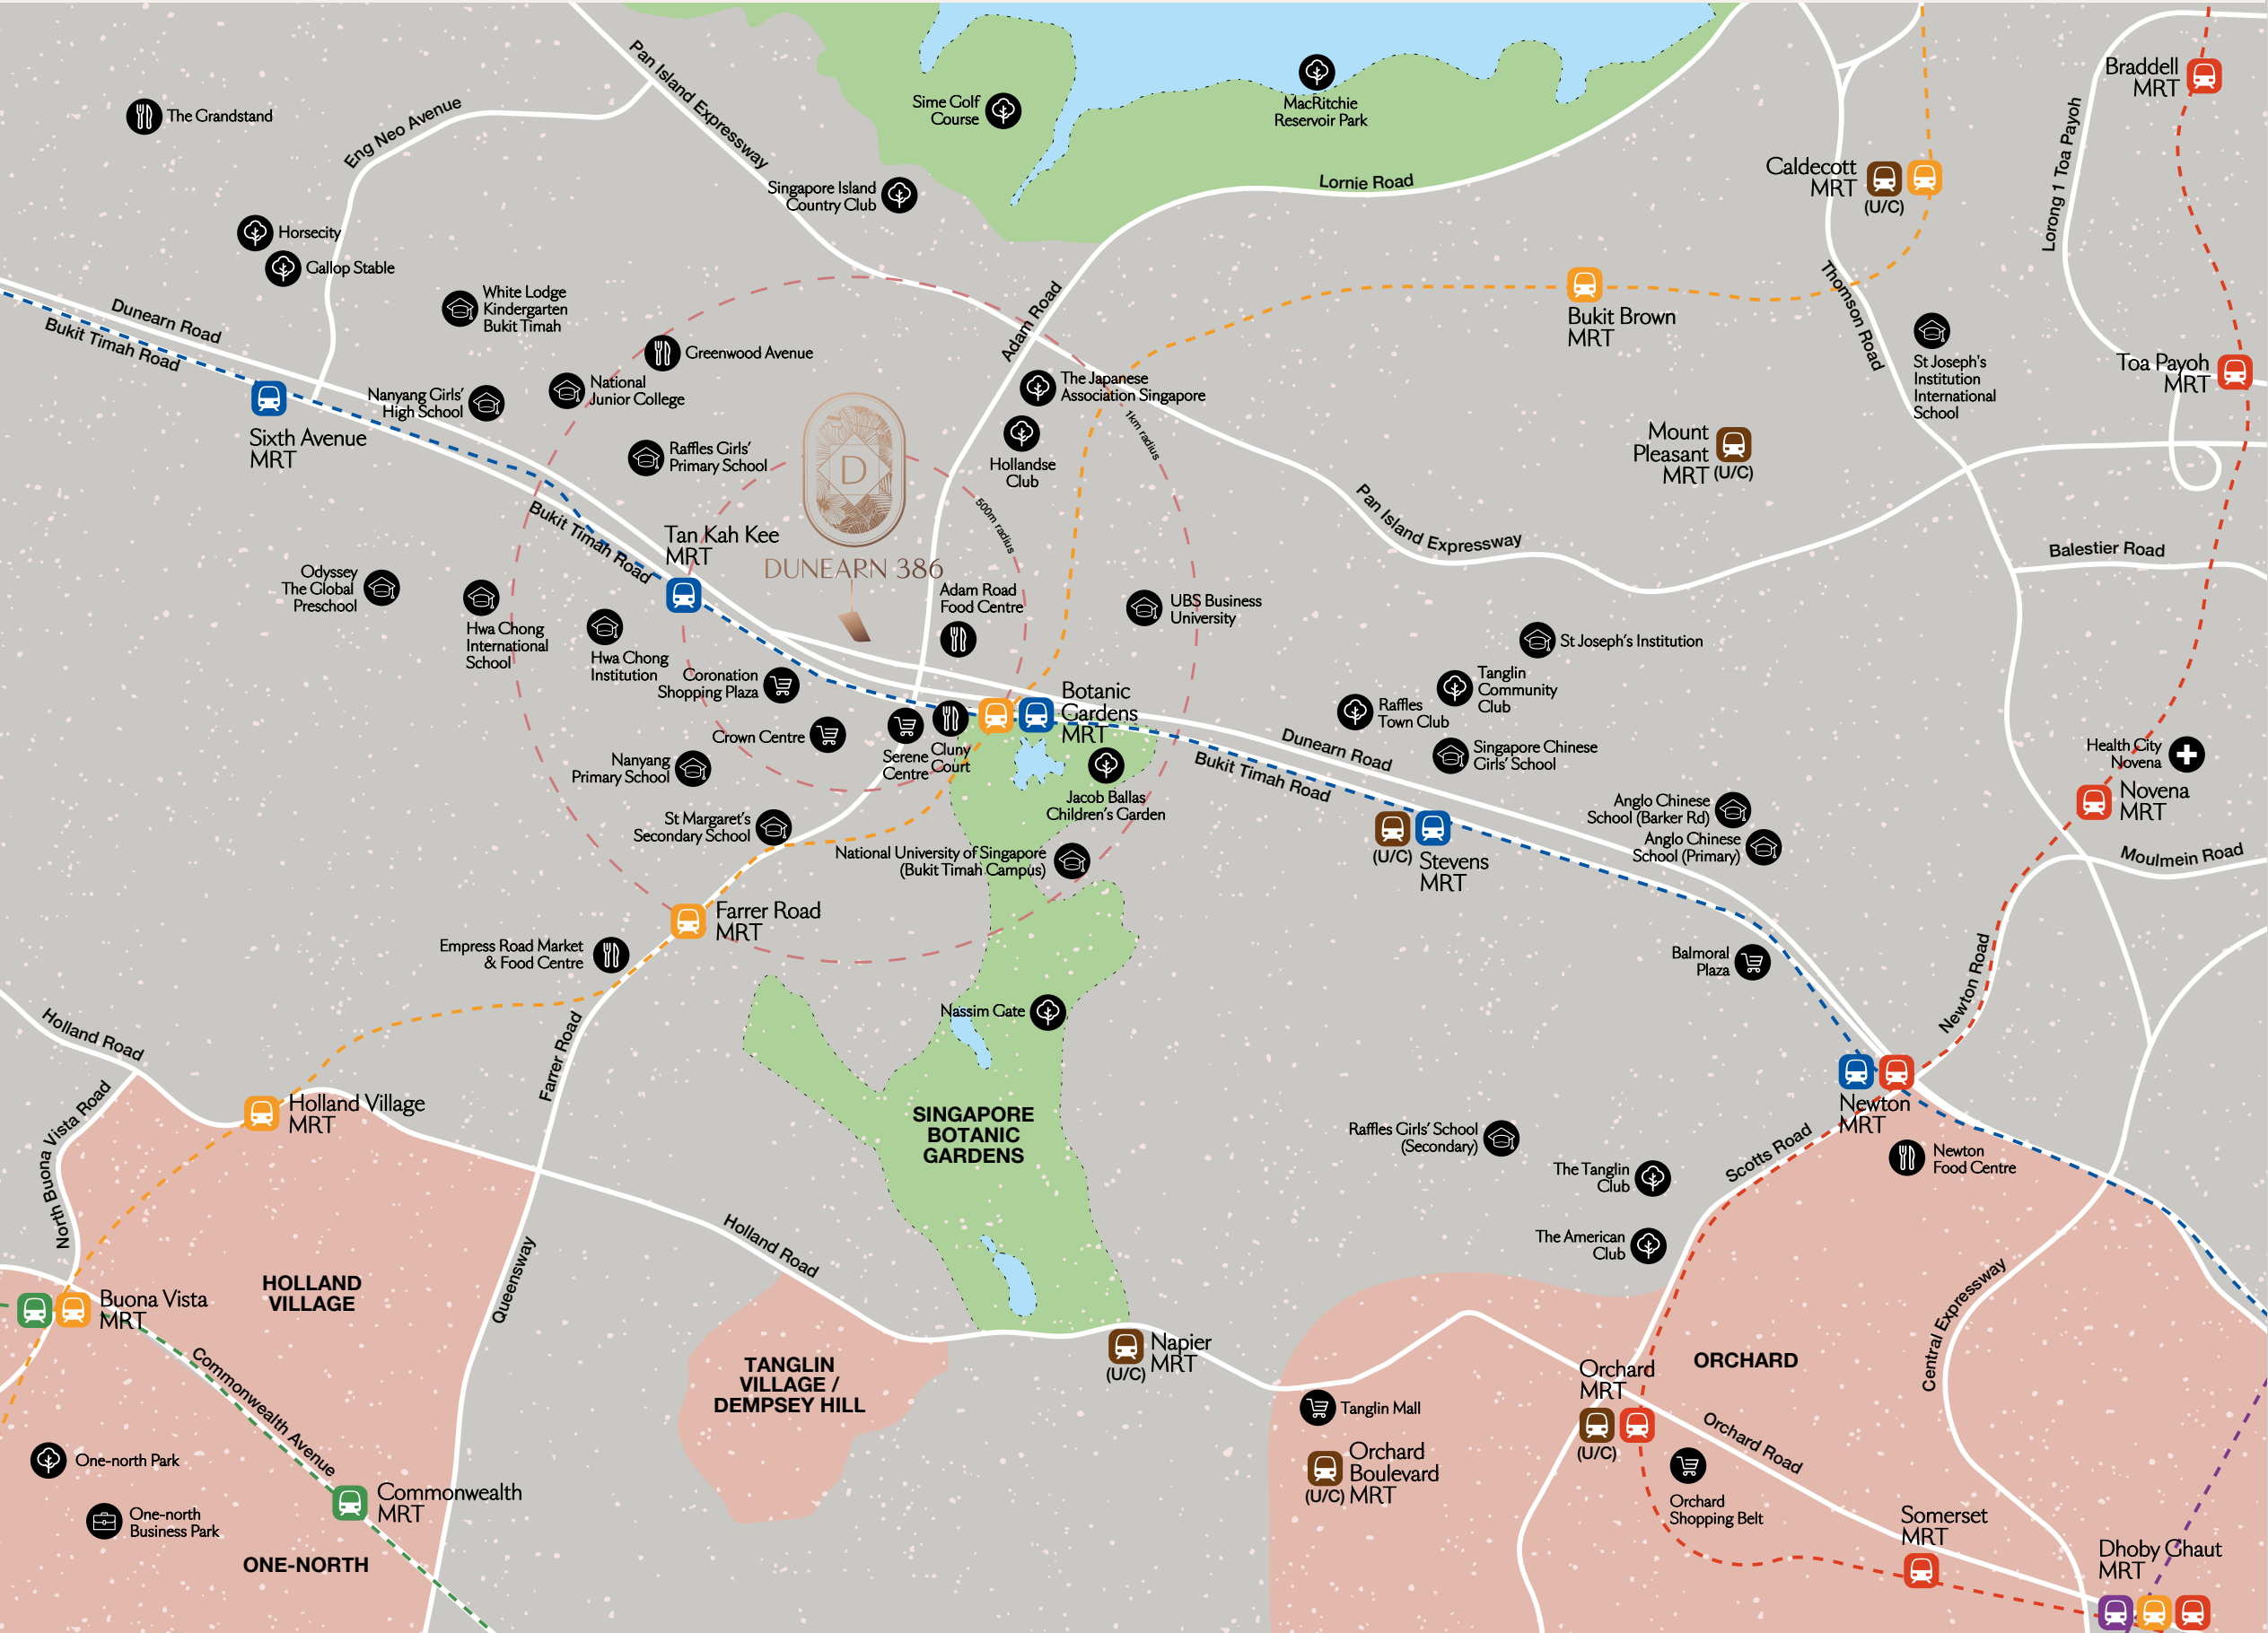 Pan Island Expressway
Braddell
MRT
The Grandstand
Eng Neo Avenue
Sime Golf
Course
MacRitchie
Reservoir Park
Lorong 1 Toa Payoh
Singapore Island
Country Club
Lornie Road
Caldecott
MRT
(U/C)
Horsecity
Gallop Stable
White Lodge
Kindergarten
Bukit Timah
Dunearn Road
Bukit Timah Road
Adam Road
Bukit Brown
MRT
Thomson Road
St Joseph's
Institution
International
School
Toa Payoh
MRT
Greenwood Avenue
Nanyang Girls'
High School
National
Junior College
The Japanese
Association Singapore
1km radius
Sixth Avenue
MRT
Raffles Girls'
Primary School
D
Hollandse
Club
Mount
Pleasant
MRT (U/C)
500m radius
Pan Island Expressway
Bukit Timah Road
Tan Kah Kee
MRT
DUNEARN 386
Balestier Road
Odyssey
The Global
Preschool
Hwa Chong
International
School
Hwa Chong
Institution
Adam Road
Food Centre
UBS Business
University
St Joseph's Institution
Coronation
Shopping Plaza
Tanglin
Community
Club
Raffles
Town Club
Botanic
Gardens
MRT
Crown Centre
Serene
Centre
Cluny
Court
Dunearn Road
Bukit Timah Road
Singapore Chinese
Girls' School
Health City
Novena
Nanyang
Primary School
Jacob Ballas
Children's Garden
Novena
MRT
St Margaret's
Secondary School
(U/C)
Stevens
MRT
Anglo Chinese
School (Barker Rd)
Anglo Chinese
School (Primary)
National University of Singapore
(Bukit Timah Campus)
Moulmein Road
Farrer Road
MRT
Empress Road Market
& Food Centre
Balmoral
Plaza
Newton Road
Nassim Gate
Holland Road
Farrer Road
North Buona Vista Road
Holland Village
MRT
SINGAPORE
BOTANIC
GARDENS
Newton
MRT
Raffles Girls' School
(Secondary)
Scotts Road
Newton
Food Centre
The Tanglin
Club
The American
Club
Holland Road
Queensway
HOLLAND
VILLAGE
Buona Vista
MRT
Central Expressway
Commonwealth Avenue
TANGLIN
VILLAGE /
DEMPSEY HILL
(U/C)
Napier
MRT
Orchard
MRT
(U/C)
ORCHARD
Tanglin Mall
Orchard Road
One-north Park
Orchard
Boulevard
(U/C) MRT
Commonwealth
MRT
One-north
Business Park
Orchard
Shopping Belt
Somerset
MRT
ONE-NORTH
Dhoby Ghaut
MRT